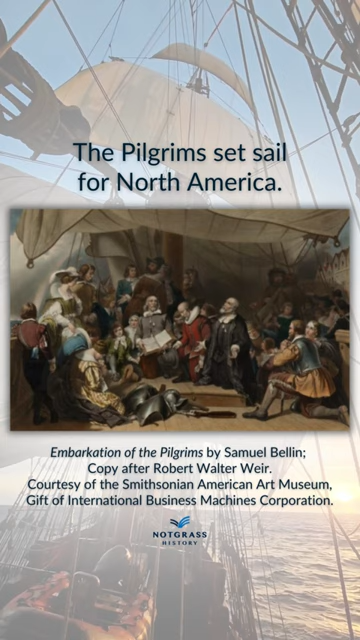 The Pilgrims set sail
for North America.
Embarkation of the Pilgrims by Samuel Bellin;
Copy after Robert Walter Weir.
Courtesy of the Smithsonian American Art Museum,
Gift of International Business Machines Corporation.
NOTGRASS
HISTORY